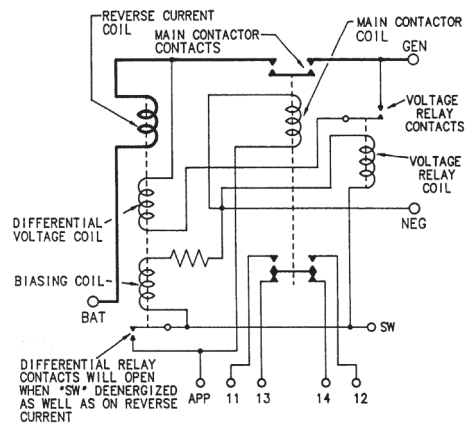 REVERSE CURRENT
COIL
MAIN CONTACTOR
CONTACTS
MAIN CONTACTOR
COIL
GEN
VOLTAGE
RELAY
CONTACTS
VOLTAGE
RELAY
COIL
DIFFERENTIAL
VOLTAGE COIL
NEG
BIASING COIL
BAT
SW
DIFFERENTIAL RELAY
CONTACTS WILL OPEN
WHEN "SW" DEENERGIZED
AS WELL AS ON REVERSE
CURRENT
APP
11
13
14
12